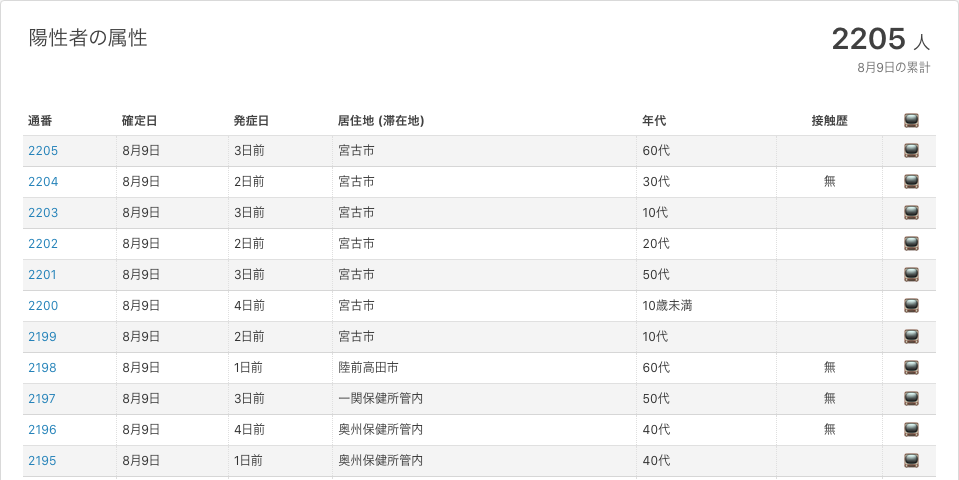 陽性者の属性
2205 人
8月9日の累計
通番 確定日 発症日 居住地 (滞在地) 年代 接触歴
2205 8月9日 3日前 宮古市 60代
2204 8月9日 2日前 宮古市 30代 無
2203 8月9日 3日前 宮古市 10代
2202 8月9日 2日前 宮古市 20代
2201 8月9日 3日前 宮古市 50代
2200 8月9日 4日前 宮古市 10歳未満
2199 8月9日 2日前 宮古市 10代
2198 8月9日 1日前 陸前高田市 60代 無
2197 8月9日 3日前 一関保健所管内 50代 無
2196 8月9日 4日前 奥州保健所管内 40代 無
2195 8月9日 1日前 奥州保健所管内 40代